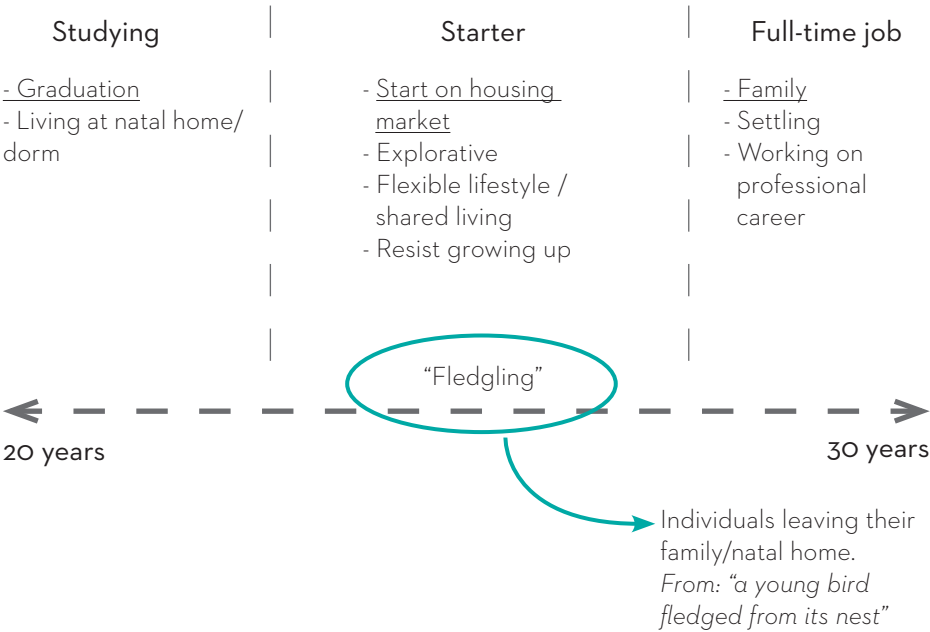 Studying
- Graduation
- Living at natal home/
dorm
Starter
- Start on housing
market
- Explorative
- Flexible lifestyle /
shared living
- Resist growing up
Full-time job
- Family
- Settling
- Working on
professional
career
“Fledgling”
20 years
30 years
Individuals leaving their
family/natal home.
From: “a young bird
fledged from its nest”